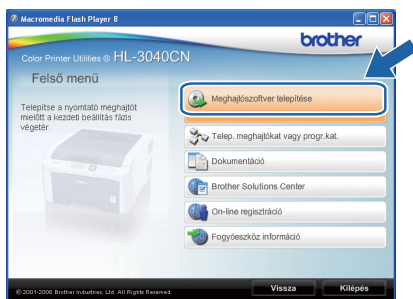 Macromedia Flash Player 8
brother
Color Printer Utilities ® HL-3040CN
Felső menü
Telepítse a nyomtató meghajtót
mielőtt a kezdeti beállítás fázis
végetér.
Meghajtószoftver telepítése
Telep. meghajtókat vagy progr.kat.
Dokumentáció
Brother Solutions Center
On-line regisztráció
Fogyóeszköz információ
© 2001-2008 Brother Industries, Ltd. All Rights Reserved.
Vissza
Kilépés